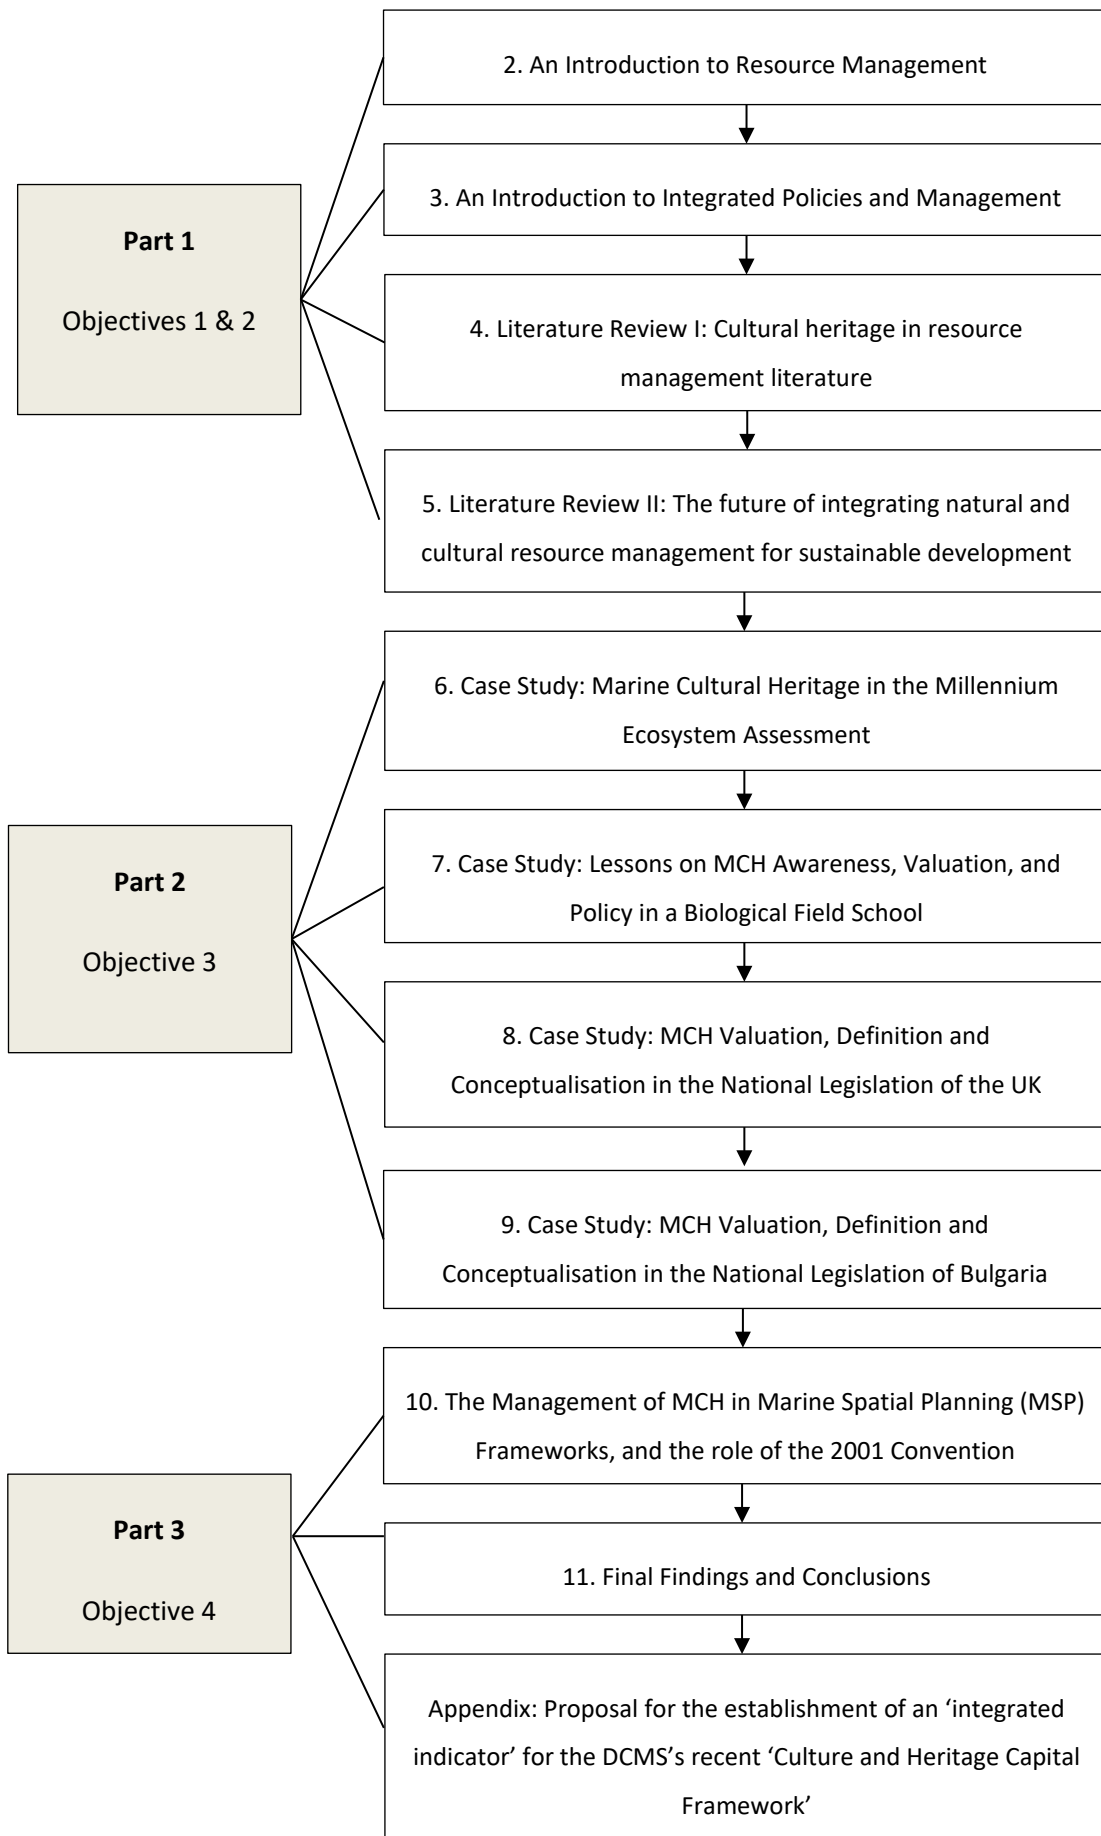 2. An Introduction to Resource Management
3. An Introduction to Integrated Policies and Management
Part 1
Objectives 1 & 2
4. Literature Review I: Cultural heritage in resource
management literature
5. Literature Review II: The future of integrating natural and
cultural resource management for sustainable development
6. Case Study: Marine Cultural Heritage in the Millennium
Ecosystem Assessment
Part 2
Objective 3
7. Case Study: Lessons on MCH Awareness, Valuation, and
Policy in a Biological Field School
8. Case Study: MCH Valuation, Definition and
Conceptualisation in the National Legislation of the UK
9. Case Study: MCH Valuation, Definition and
Conceptualisation in the National Legislation of Bulgaria
10. The Management of MCH in Marine Spatial Planning (MSP)
Frameworks, and the role of the 2001 Convention
Part 3
Objective 4
11. Final Findings and Conclusions
Appendix: Proposal for the establishment of an ‘integrated
indicator’ for the DCMS’s recent ‘Culture and Heritage Capital
Framework’